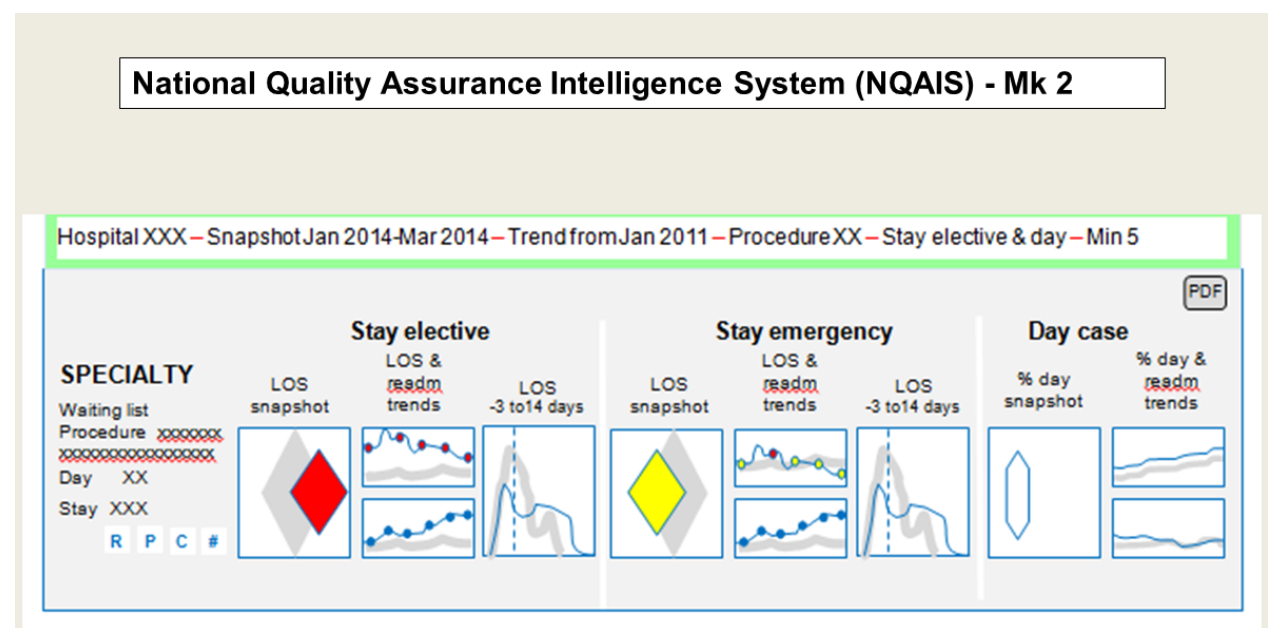 National Quality Assurance Intelligence System (NQAIS) - Mk 2
Hospital XXX – Snapshot Jan 2014-Mar 2014 – Trend from Jan 2011 – Procedure XX – Stay elective & day – Min 5
PDF
Stay elective
Stay emergency
Day case
SPECIALTY
Waiting list
Procedure xxxxxxx
xxxxxxxxxxxxxxxxx
Day XX
Stay XXX
R P C #
LOS
snapshot
LOS &
readm
trends
LOS
-3 to14 days
LOS
snapshot
LOS &
readm
trends
LOS
-3 to14 days
% day
snapshot
% day &
readm
trends